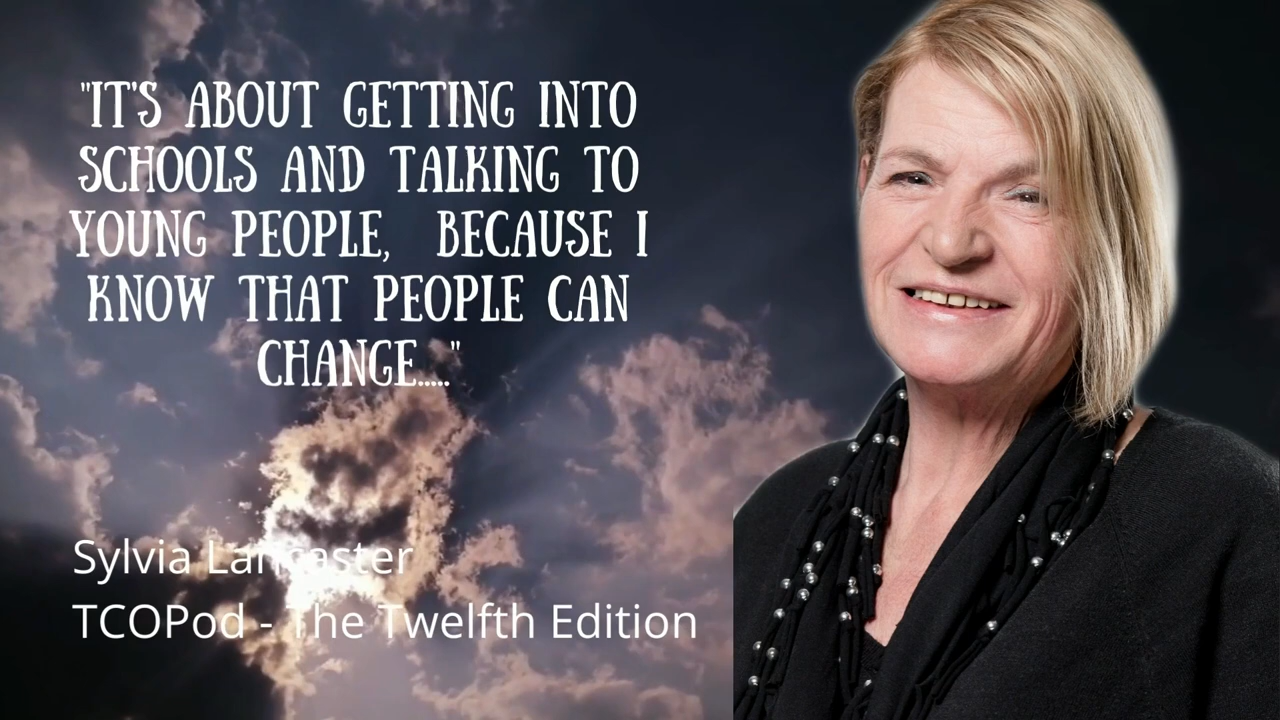 "IT'S ABOUT GETTING INTO
SCHOOLS AND TALKING TO
YOUNG PEOPLE, BECAUSE I
KNOW THAT PEOPLE CAN
CHANGE....."
Sylvia Lancaster
TCOPod - The Twelfth Edition